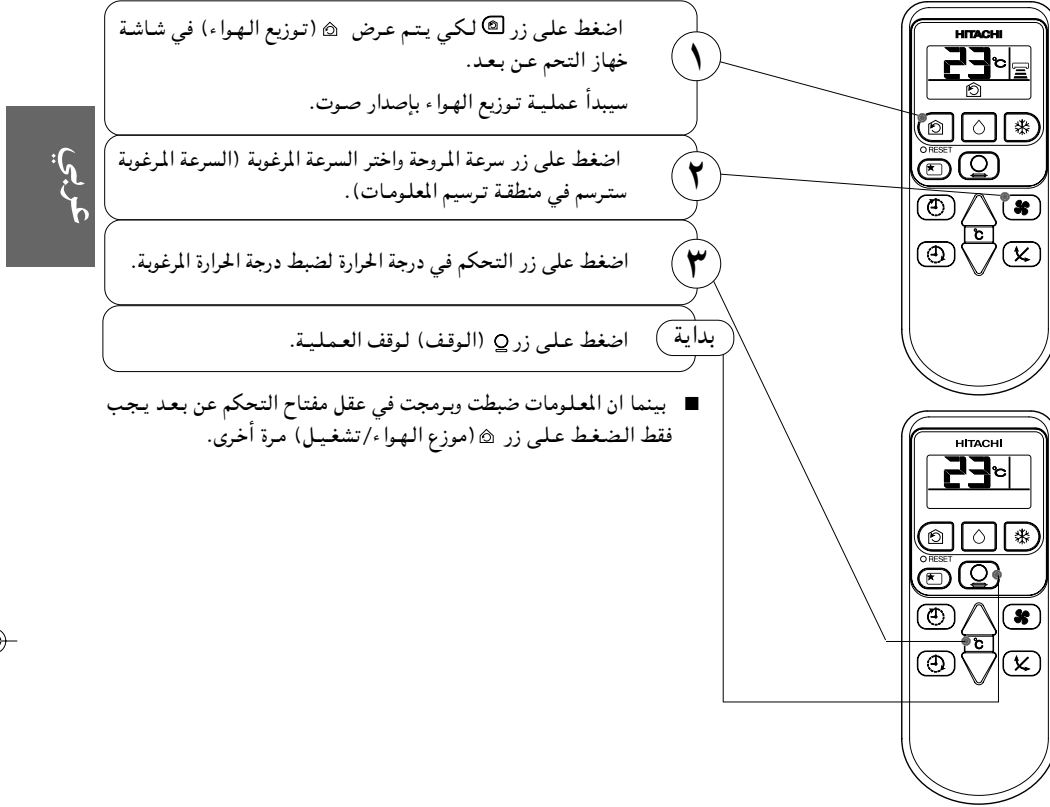 اضغط على زر لكي يتم عرض (توزيع الهواء) في شاشة
خهاز التحم عن بعد.
سيبدأ عملية توزيع الهواء بإصدار صوت.
١
اضغط على زر سرعة المروحة واختر السرعة المرغوبة (السرعة المرغوبة
سترسم في منطقة ترسيم المعلومات).
٢
اضغط على زر التحكم في درجة الحرارة لضبط درجة الحرارة المرغوبة.
٣
بداية
اضغط على زر (الوقف) لوقف العملية.
■ بينما ان المعلومات ضبطت وبرمجت في عقل مفتاح التحكم عن بعد يجب
فقط الضغط على زر (موزع الهواء/تشغيل) مرة أخرى.
عربي
HITACHI
23℃
RESET
℃
HITACHI
23℃
RESET
℃